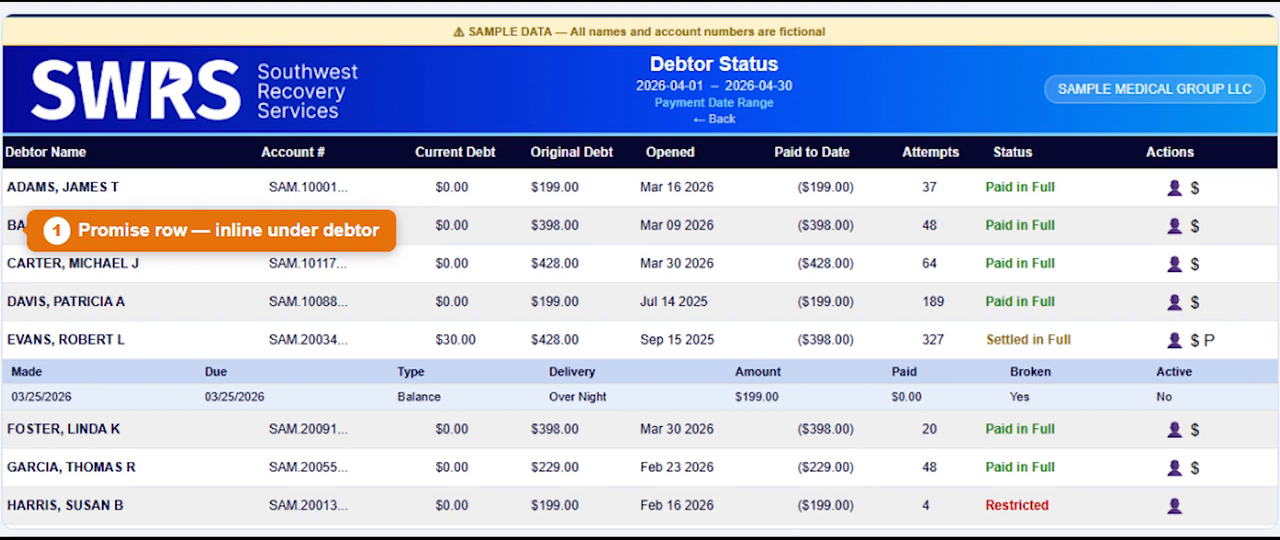 ⚠ SAMPLE DATA — All names and account numbers are fictional
SWRS Southwest Recovery Services
Debtor Status
2026-04-01 – 2026-04-30
Payment Date Range
← Back
SAMPLE MEDICAL GROUP LLC
Debtor Name Account # Current Debt Original Debt Opened Paid to Date Attempts Status Actions
ADAMS, JAMES T SAM.10001... $0.00 $199.00 Mar 16 2026 ($199.00) 37 Paid in Full $
BA $0.00 $398.00 Mar 09 2026 ($398.00) 48 Paid in Full $
1 Promise row — inline under debtor
CARTER, MICHAEL J SAM.10117... $0.00 $428.00 Mar 30 2026 ($428.00) 64 Paid in Full $
DAVIS, PATRICIA A SAM.10088... $0.00 $199.00 Jul 14 2025 ($199.00) 189 Paid in Full $
EVANS, ROBERT L SAM.20034... $30.00 $428.00 Sep 15 2025 ($398.00) 327 Settled in Full $ P
Made Due Type Delivery Amount Paid Broken Active
03/25/2026 03/25/2026 Balance Over Night $199.00 $0.00 Yes No
FOSTER, LINDA K SAM.20091... $0.00 $398.00 Mar 30 2026 ($398.00) 20 Paid in Full $
GARCIA, THOMAS R SAM.20055... $0.00 $229.00 Feb 23 2026 ($229.00) 48 Paid in Full $
HARRIS, SUSAN B SAM.20013... $0.00 $199.00 Feb 16 2026 ($199.00) 4 Restricted